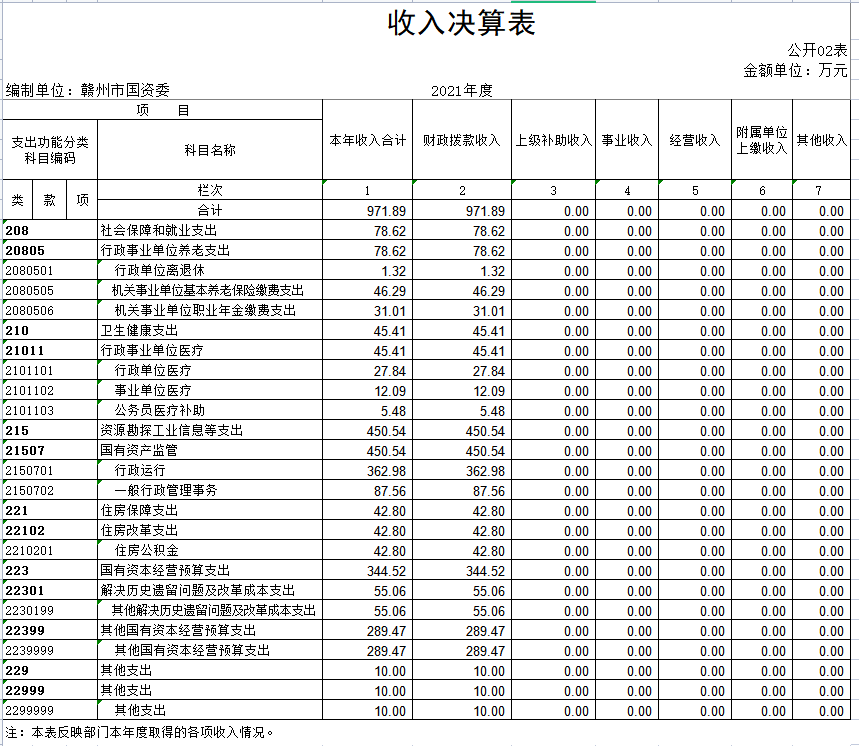 收入决算表
公开02表
金额单位：万元
编制单位：赣州市国资委 2021年度
项 目 本年收入合计 财政拨款收入 上级补助收入 事业收入 经营收入 附属单位上缴收入 其他收入
支出功能分类科目编码 科目名称
类 款 项 栏次 1 2 3 4 5 6 7
合计 971.89 971.89 0.00 0.00 0.00 0.00 0.00
208 社会保障和就业支出 78.62 78.62 0.00 0.00 0.00 0.00 0.00
20805 行政事业单位养老支出 78.62 78.62 0.00 0.00 0.00 0.00 0.00
2080501 行政单位离退休 1.32 1.32 0.00 0.00 0.00 0.00 0.00
2080505 机关事业单位基本养老保险缴费支出 46.29 46.29 0.00 0.00 0.00 0.00 0.00
2080506 机关事业单位职业年金缴费支出 31.01 31.01 0.00 0.00 0.00 0.00 0.00
210 卫生健康支出 45.41 45.41 0.00 0.00 0.00 0.00 0.00
21011 行政事业单位医疗 45.41 45.41 0.00 0.00 0.00 0.00 0.00
2101101 行政单位医疗 27.84 27.84 0.00 0.00 0.00 0.00 0.00
2101102 事业单位医疗 12.09 12.09 0.00 0.00 0.00 0.00 0.00
2101103 公务员医疗补助 5.48 5.48 0.00 0.00 0.00 0.00 0.00
215 资源勘探工业信息等支出 450.54 450.54 0.00 0.00 0.00 0.00 0.00
21507 国有资产监管 450.54 450.54 0.00 0.00 0.00 0.00 0.00
2150701 行政运行 362.98 362.98 0.00 0.00 0.00 0.00 0.00
2150702 一般行政管理事务 87.56 87.56 0.00 0.00 0.00 0.00 0.00
221 住房保障支出 42.80 42.80 0.00 0.00 0.00 0.00 0.00
22102 住房改革支出 42.80 42.80 0.00 0.00 0.00 0.00 0.00
2210201 住房公积金 42.80 42.80 0.00 0.00 0.00 0.00 0.00
223 国有资本经营预算支出 344.52 344.52 0.00 0.00 0.00 0.00 0.00
22301 解决历史遗留问题及改革成本支出 55.06 55.06 0.00 0.00 0.00 0.00 0.00
2230199 其他解决历史遗留问题及改革成本支出 55.06 55.06 0.00 0.00 0.00 0.00 0.00
22399 其他国有资本经营预算支出 289.47 289.47 0.00 0.00 0.00 0.00 0.00
2239999 其他国有资本经营预算支出 289.47 289.47 0.00 0.00 0.00 0.00 0.00
229 其他支出 10.00 10.00 0.00 0.00 0.00 0.00 0.00
22999 其他支出 10.00 10.00 0.00 0.00 0.00 0.00 0.00
2299999 其他支出 10.00 10.00 0.00 0.00 0.00 0.00 0.00
注：本表反映部门本年度取得的各项收入情况。